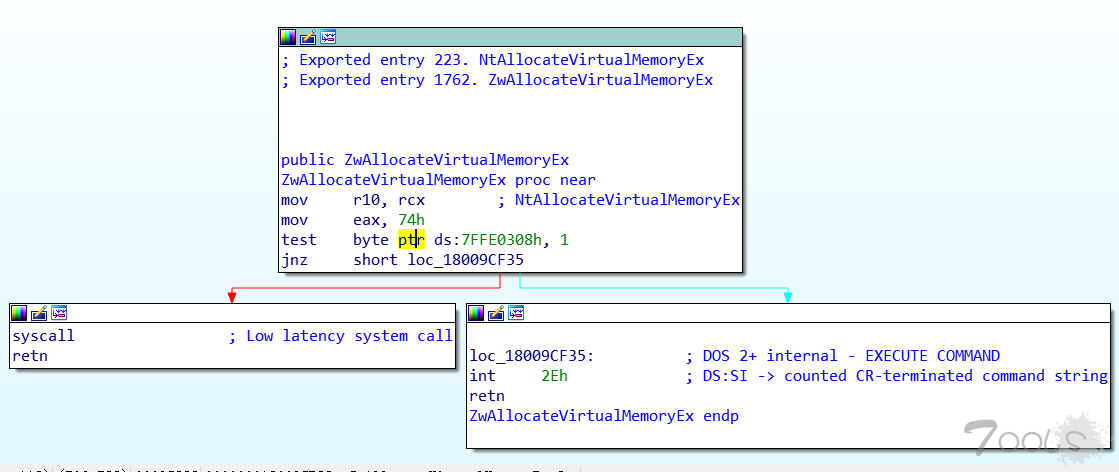 ; Exported entry 223. NtAllocateVirtualMemoryEx
; Exported entry 1762. ZwAllocateVirtualMemoryEx
public ZwAllocateVirtualMemoryEx
ZwAllocateVirtualMemoryEx proc near
mov r10, rcx ; NtAllocateVirtualMemoryEx
mov eax, 74h
test byte ptr ds:7FFE0308h, 1
jnz short loc_18009CF35
syscall ; Low latency system call
retn
loc_18009CF35: ; DOS 2+ internal - EXECUTE COMMAND
int 2Eh ; DS:SI -> counted CR-terminated command string
retn
ZwAllocateVirtualMemoryEx endp
7OOLS